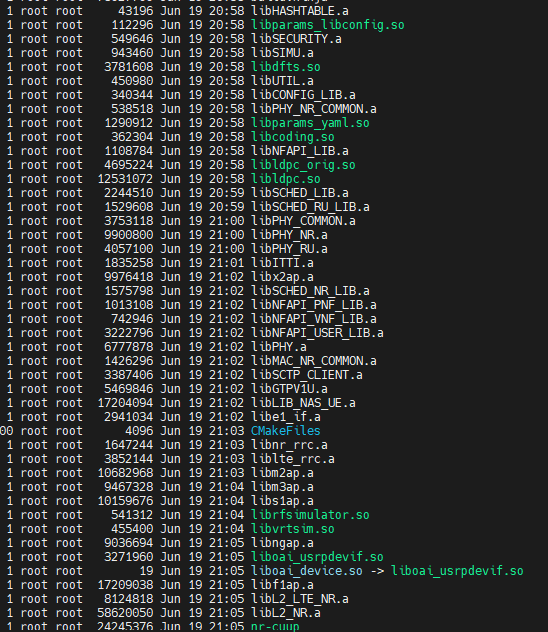 1 root root 43196 Jun 19 20:58 libHASHTABLE.a
1 root root 112296 Jun 19 20:58 libparams_libconfig.so
1 root root 549646 Jun 19 20:58 libSECURITY.a
1 root root 943460 Jun 19 20:58 libSIMU.a
1 root root 3781608 Jun 19 20:58 libdfts.so
1 root root 450980 Jun 19 20:58 libUTIL.a
1 root root 340344 Jun 19 20:58 libCONFIG_LIB.a
1 root root 538518 Jun 19 20:58 libPHY_NR_COMMON.a
1 root root 1290912 Jun 19 20:58 libparams_yaml.so
1 root root 362304 Jun 19 20:58 libcoding.so
1 root root 1108784 Jun 19 20:58 libNFAPI_LIB.a
1 root root 4695224 Jun 19 20:58 libldpc_orig.so
1 root root 12531072 Jun 19 20:58 libldpc.so
1 root root 2244510 Jun 19 20:59 libSCHED_LIB.a
1 root root 1529608 Jun 19 20:59 libSCHED_RU_LIB.a
1 root root 3753118 Jun 19 21:00 libPHY_COMMON.a
1 root root 9900800 Jun 19 21:00 libPHY_NR.a
1 root root 4057100 Jun 19 21:00 libPHY_RU.a
1 root root 1835258 Jun 19 21:01 libITTI.a
1 root root 9976418 Jun 19 21:02 libx2ap.a
1 root root 1575798 Jun 19 21:02 libSCHED_NR_LIB.a
1 root root 1013108 Jun 19 21:02 libNFAPI_PNF_LIB.a
1 root root 742946 Jun 19 21:02 libNFAPI_VNF_LIB.a
1 root root 3222796 Jun 19 21:02 libNFAPI_USER_LIB.a
1 root root 6777878 Jun 19 21:02 libPHY.a
1 root root 1426296 Jun 19 21:02 libMAC_NR_COMMON.a
1 root root 3387406 Jun 19 21:02 libSCTP_CLIENT.a
1 root root 5469846 Jun 19 21:02 libGTPV1U.a
1 root root 17204094 Jun 19 21:02 libLIB_NAS_UE.a
1 root root 2941034 Jun 19 21:02 libe1_if.a
00 root root 4096 Jun 19 21:03 CMakeFiles
1 root root 1647244 Jun 19 21:03 libnr_rrc.a
1 root root 3852144 Jun 19 21:03 liblte_rrc.a
1 root root 10682968 Jun 19 21:03 libm2ap.a
1 root root 9467328 Jun 19 21:04 libm3ap.a
1 root root 10159676 Jun 19 21:04 libs1ap.a
1 root root 541312 Jun 19 21:04 librfsimulator.so
1 root root 455400 Jun 19 21:04 libvrtsim.so
1 root root 9036694 Jun 19 21:05 libngap.a
1 root root 3271960 Jun 19 21:05 liboai_usrpdevif.so
1 root root 19 Jun 19 21:05 liboai_device.so -> liboai_usrpdevif.so
1 root root 17209038 Jun 19 21:05 libf1ap.a
1 root root 8124818 Jun 19 21:05 libL2_LTE_NR.a
1 root root 58620050 Jun 19 21:05 libL2_NR.a
1 root root 24245376 Jun 19 21:05 nr-cuup